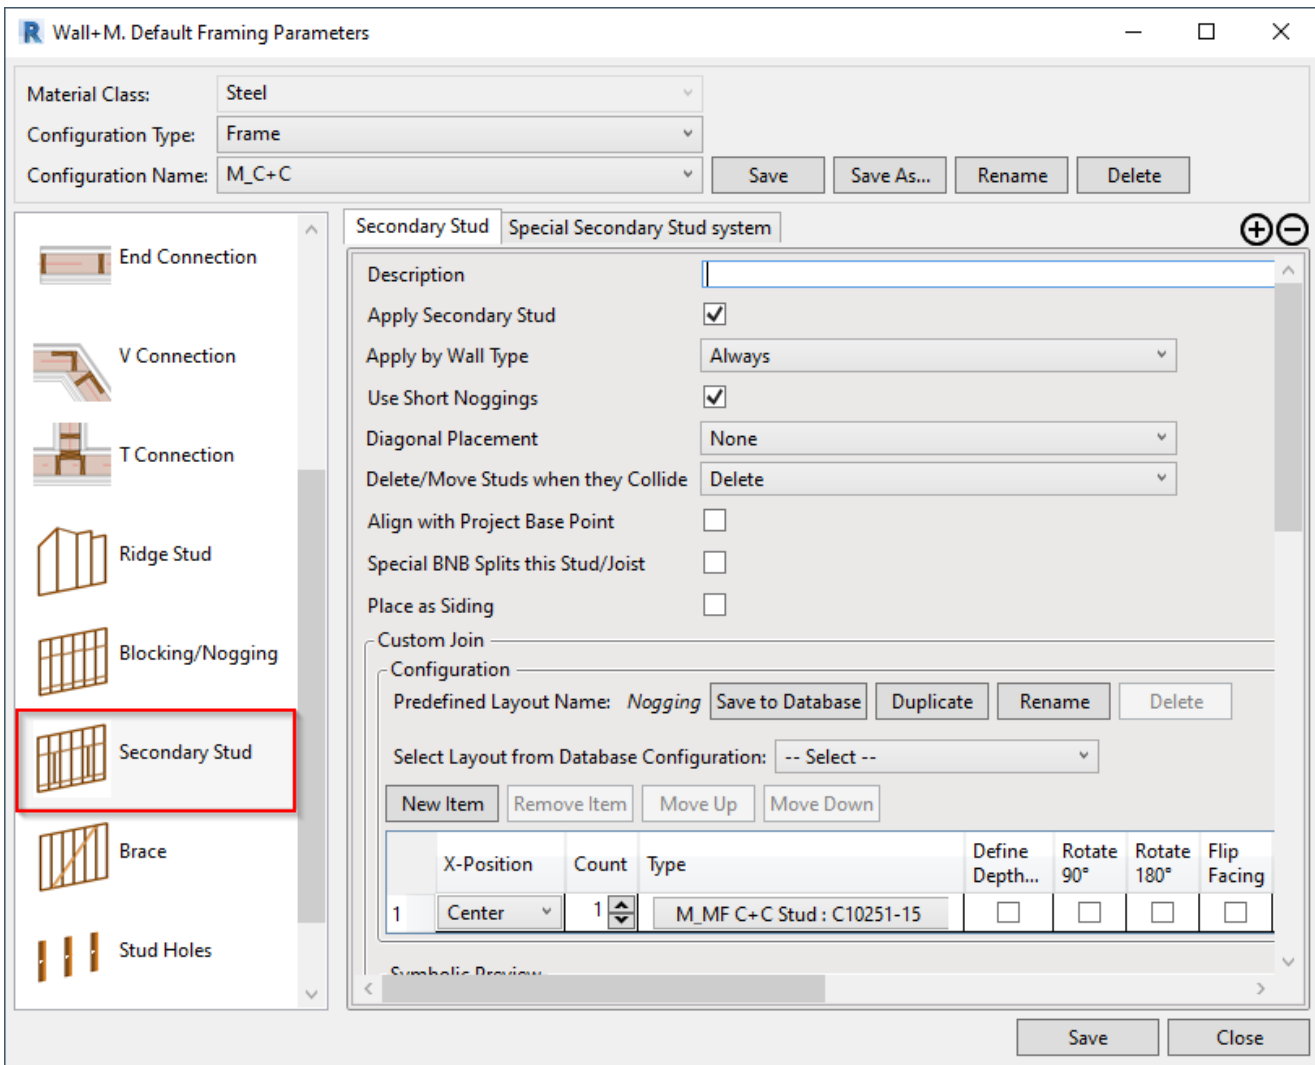 Wall+M. Default Framing Parameters
Material Class: Steel
Configuration Type: Frame
Configuration Name: M_C+C Save Save As... Rename Delete
End Connection
V Connection
T Connection
Ridge Stud
Blocking/Nogging
Secondary Stud
Brace
Stud Holes
Secondary Stud Special Secondary Stud system
Description
Apply Secondary Stud
Apply by Wall Type Always
Use Short Noggings
Diagonal Placement None
Delete/Move Studs when they Collide Delete
Align with Project Base Point
Special BNB Splits this Stud/Joist
Place as Siding
Custom Join
Configuration
Predefined Layout Name: Nogging Save to Database Duplicate Rename Delete
Select Layout from Database Configuration: -- Select --
New Item Remove Item Move Up Move Down
X-Position Count Type Define Depth... Rotate 90° Rotate 180° Flip Facing
1 Center 1 M_MF C+C Stud : C10251-15
Symbolic Preview
Save Close